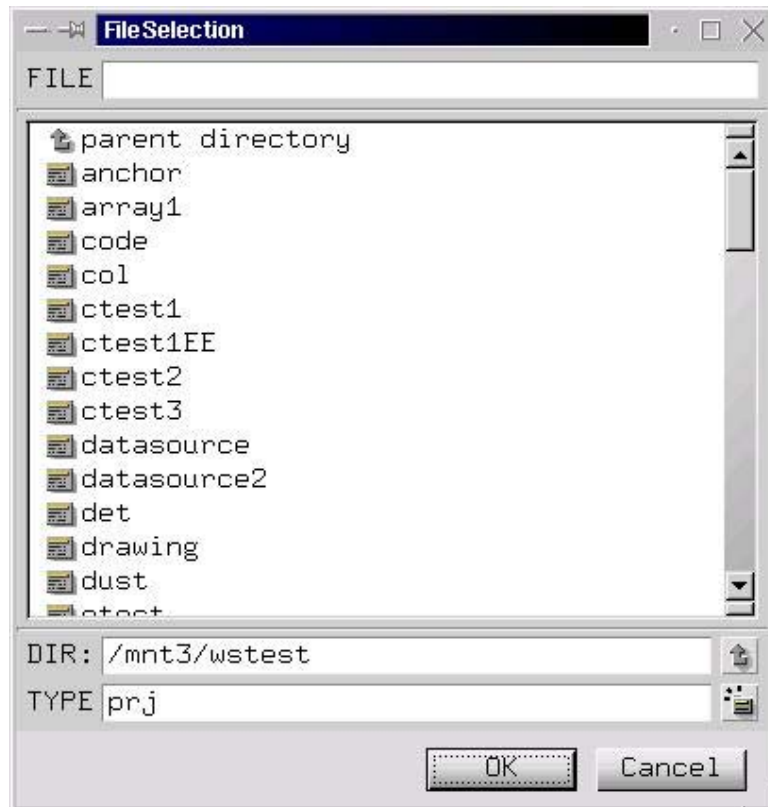 FileSelection
FILE
parent directory
anchor
array1
code
col
ctest1
ctest1EE
ctest2
ctest3
datasource
datasource2
det
drawing
dust
DIR: /mnt3/wstest
TYPE prj
OK Cancel